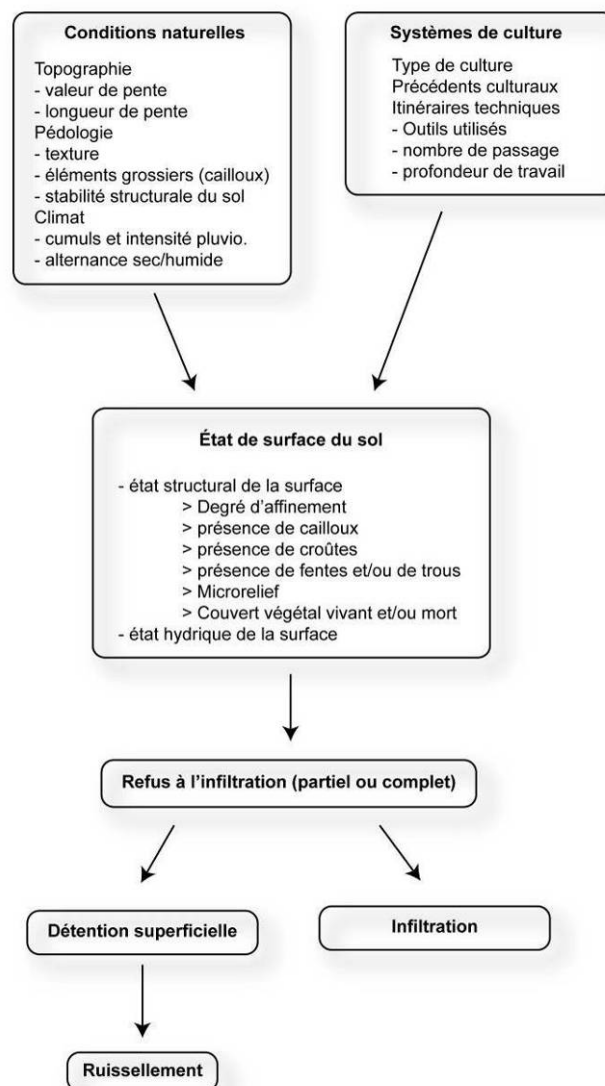 Conditions naturelles
Topographie
- valeur de pente
- longueur de pente
Pédologie
- texture
- éléments grossiers (cailloux)
- stabilité structurale du sol
Climat
- cumuls et intensité pluvio.
- alternance sec/humide
Systèmes de culture
Type de culture
Précédents culturaux
Itinéraires techniques
- Outils utilisés
- nombre de passage
- profondeur de travail
État de surface du sol
- état structural de la surface
> Degré d’affinement
> présence de cailloux
> présence de croûtes
> présence de fentes et/ou de trous
> Microrelief
> Couvert végétal vivant et/ou mort
- état hydrique de la surface
Refus à l’infiltration (partiel ou complet)
Détention superficielle
Infiltration
Ruissellement